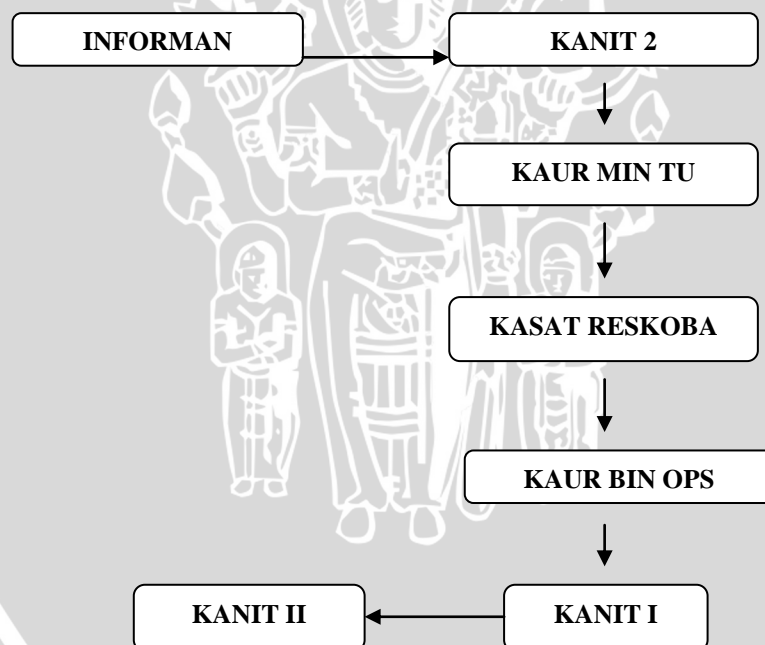 INFORMAN
KANIT 2
KAUR MIN TU
KASAT RESKOBA
KAUR BIN OPS
KANIT II
KANIT I